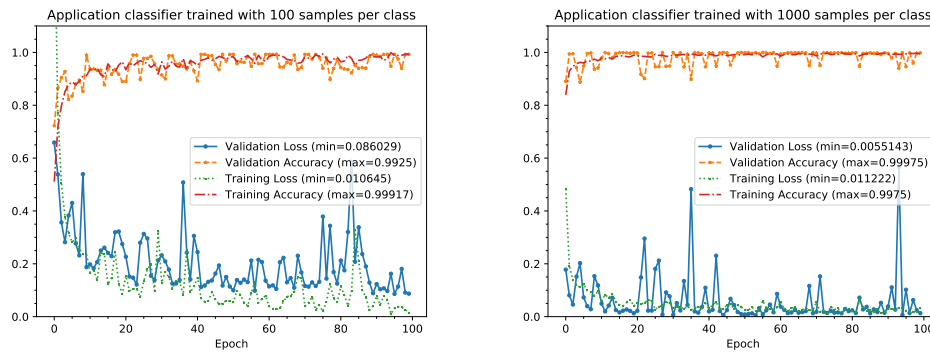 Application classifier trained with 100 samples per class
1.0
0.8
0.6
0.4
0.2
0.0
Validation Loss (min=0.086029)
Validation Accuracy (max=0.9925)
Training Loss (min=0.010645)
Training Accuracy (max=0.99917)
0 20 40 60 80 100
Epoch
Application classifier trained with 1000 samples per class
1.0
0.8
0.6
0.4
0.2
0.0
Validation Loss (min=0.0055143)
Validation Accuracy (max=0.99975)
Training Loss (min=0.011222)
Training Accuracy (max=0.9975)
0 20 40 60 80 100
Epoch